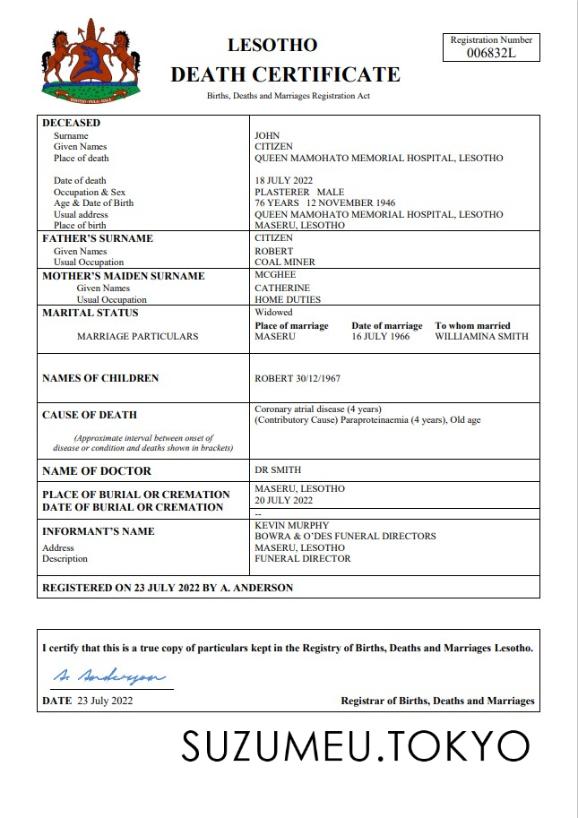 LESOTHO
DEATH CERTIFICATE
Births, Deaths and Marriages Registration Act
Registration Number
006832L
DECEASED
Surname JOHN
Given Names CITIZEN
Place of death QUEEN MAMOHATO MEMORIAL HOSPITAL, LESOTHO
Date of death 18 JULY 2022
Occupation & Sex PLASTERER MALE
Age & Date of Birth 76 YEARS 12 NOVEMBER 1946
Usual address QUEEN MAMOHATO MEMORIAL HOSPITAL, LESOTHO
Place of birth MASERU, LESOTHO
FATHER'S SURNAME CITIZEN
Given Names ROBERT
Usual Occupation COAL MINER
MOTHER'S MAIDEN SURNAME MCGHEE
Given Names CATHERINE
Usual Occupation HOME DUTIES
MARITAL STATUS Widowed
Place of marriage Date of marriage To whom married
MARRIAGE PARTICULARS MASERU 16 JULY 1966 WILLIAMINA SMITH
NAMES OF CHILDREN ROBERT 30/12/1967
CAUSE OF DEATH Coronary atrial disease (4 years)
(Contributory Cause) Paraproteinaemia (4 years), Old age
(Approximate interval between onset of
disease or condition and deaths shown in brackets)
NAME OF DOCTOR DR SMITH
PLACE OF BURIAL OR CREMATION MASERU, LESOTHO
DATE OF BURIAL OR CREMATION 20 JULY 2022
--
INFORMANT'S NAME KEVIN MURPHY
BOWRA & O'DES FUNERAL DIRECTORS
Address MASERU, LESOTHO
Description FUNERAL DIRECTOR
REGISTERED ON 23 JULY 2022 BY A. ANDERSON
I certify that this is a true copy of particulars kept in the Registry of Births, Deaths and Marriages Lesotho.
A. Anderson
DATE 23 July 2022
Registrar of Births, Deaths and Marriages
SUZUMEU.TOKYO